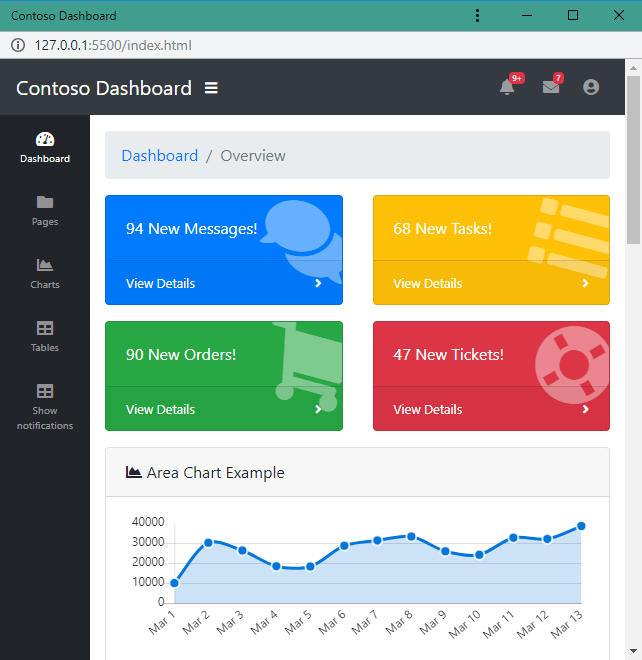 Contoso Dashboard
127.0.0.1:5500/index.html
Contoso Dashboard
9+
7
Dashboard
Pages
Charts
Tables
Show
notifications
Dashboard / Overview
94 New Messages!
View Details
68 New Tasks!
View Details
90 New Orders!
View Details
47 New Tickets!
View Details
Area Chart Example
40000
30000
20000
10000
0
Mar 1
Mar 2
Mar 3
Mar 4
Mar 5
Mar 6
Mar 7
Mar 8
Mar 9
Mar 10
Mar 11
Mar 12
Mar 13